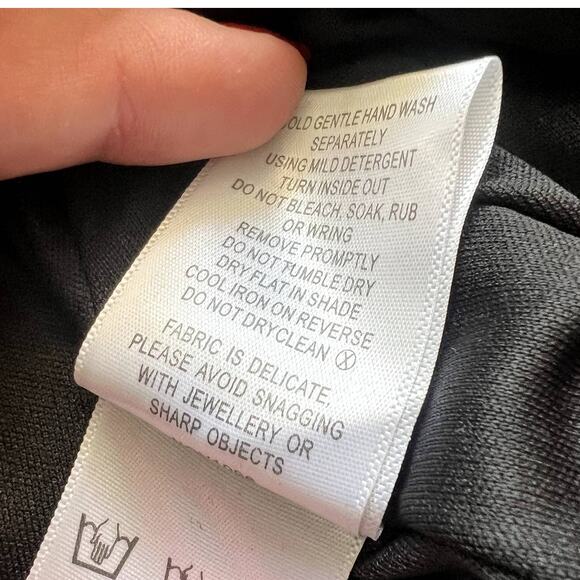 COLD GENTLE HAND WASH
SEPARATELY
USING MILD DETERGENT
TURN INSIDE OUT
DO NOT BLEACH, SOAK, RUB
OR WRING
REMOVE PROMPTLY
DO NOT TUMBLE DRY
DRY FLAT IN SHADE
COOL IRON ON REVERSE
DO NOT DRYCLEAN Ⓧ
FABRIC IS DELICATE
PLEASE AVOID SNAGGING
WITH JEWELLERY OR
SHARP OBJECTS